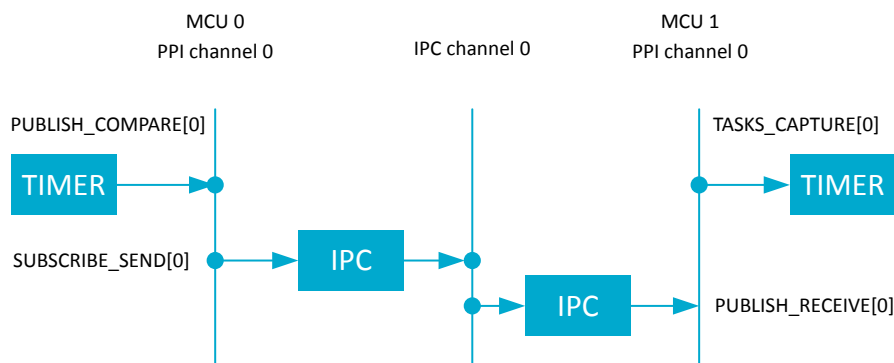 MCU 0
PPI channel 0
IPC channel 0
MCU 1
PPI channel 0
PUBLISH_COMPARE[0]
TASKS_CAPTURE[0]
TIMER
TIMER
SUBSCRIBE_SEND[0]
IPC
IPC
PUBLISH_RECEIVE[0]